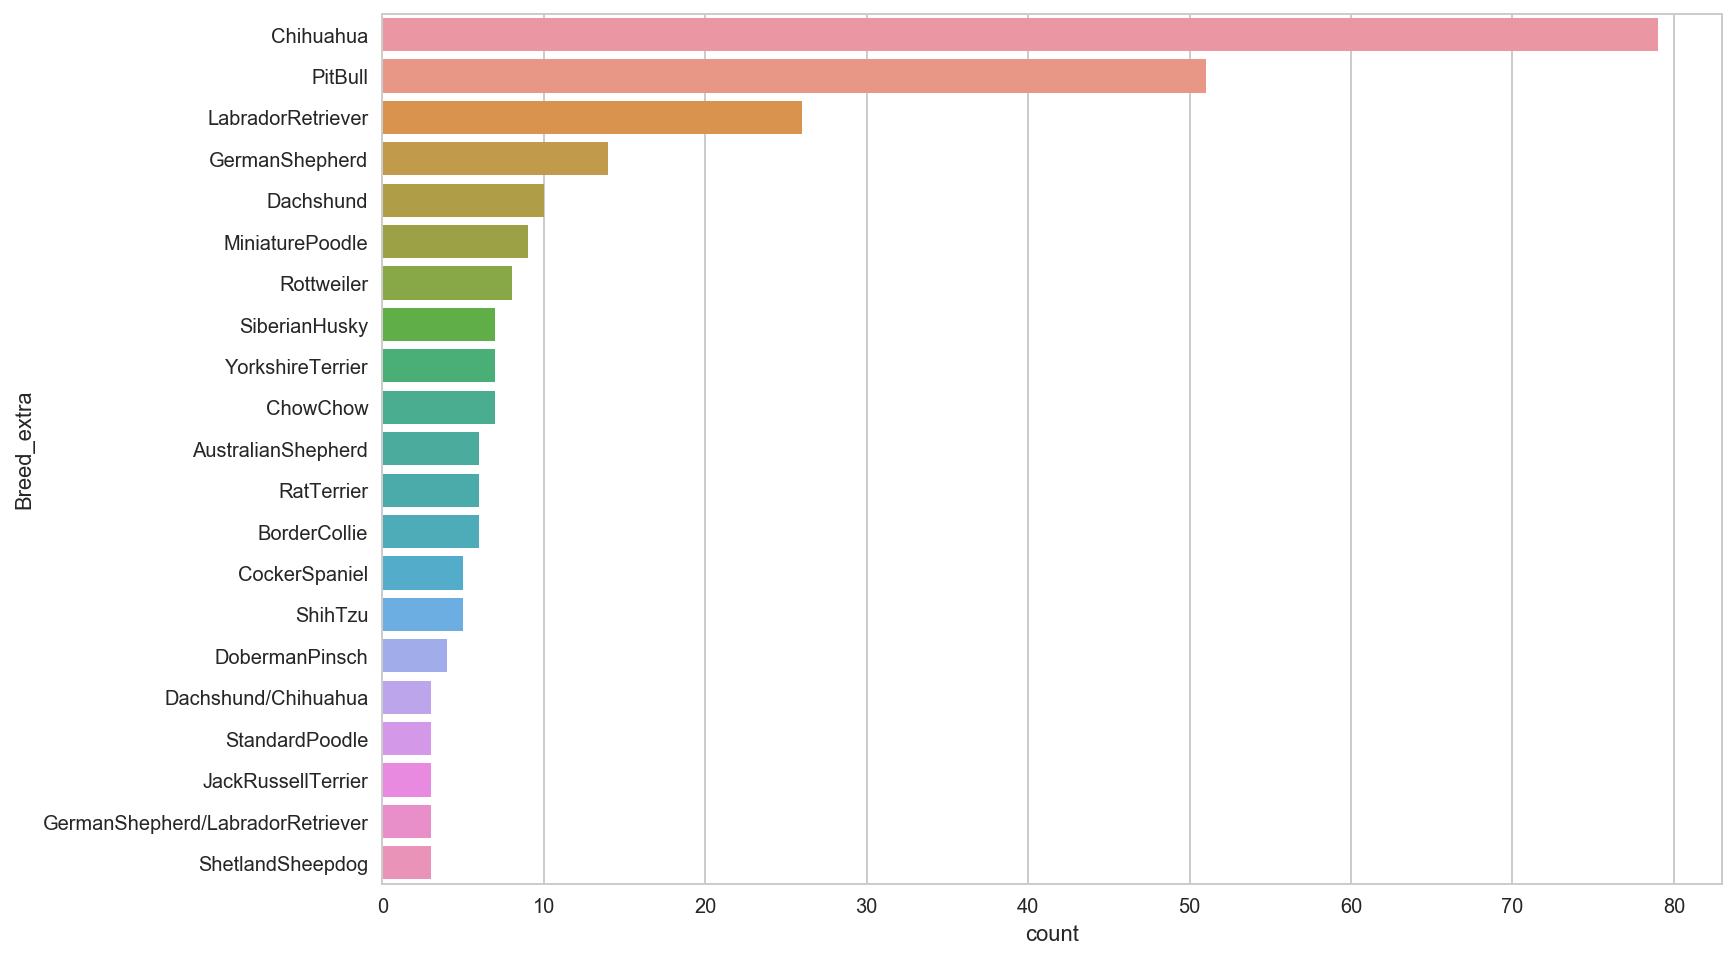 Chihuahua
PitBull
LabradorRetriever
GermanShepherd
Dachshund
MiniaturePoodle
Rottweiler
SiberianHusky
YorkshireTerrier
ChowChow
AustralianShepherd
RatTerrier
BorderCollie
CockerSpaniel
ShihTzu
DobermanPinsch
Dachshund/Chihuahua
StandardPoodle
JackRussellTerrier
GermanShepherd/LabradorRetriever
ShetlandSheepdog
Breed_extra
0 10 20 30 40 50 60 70 80
count